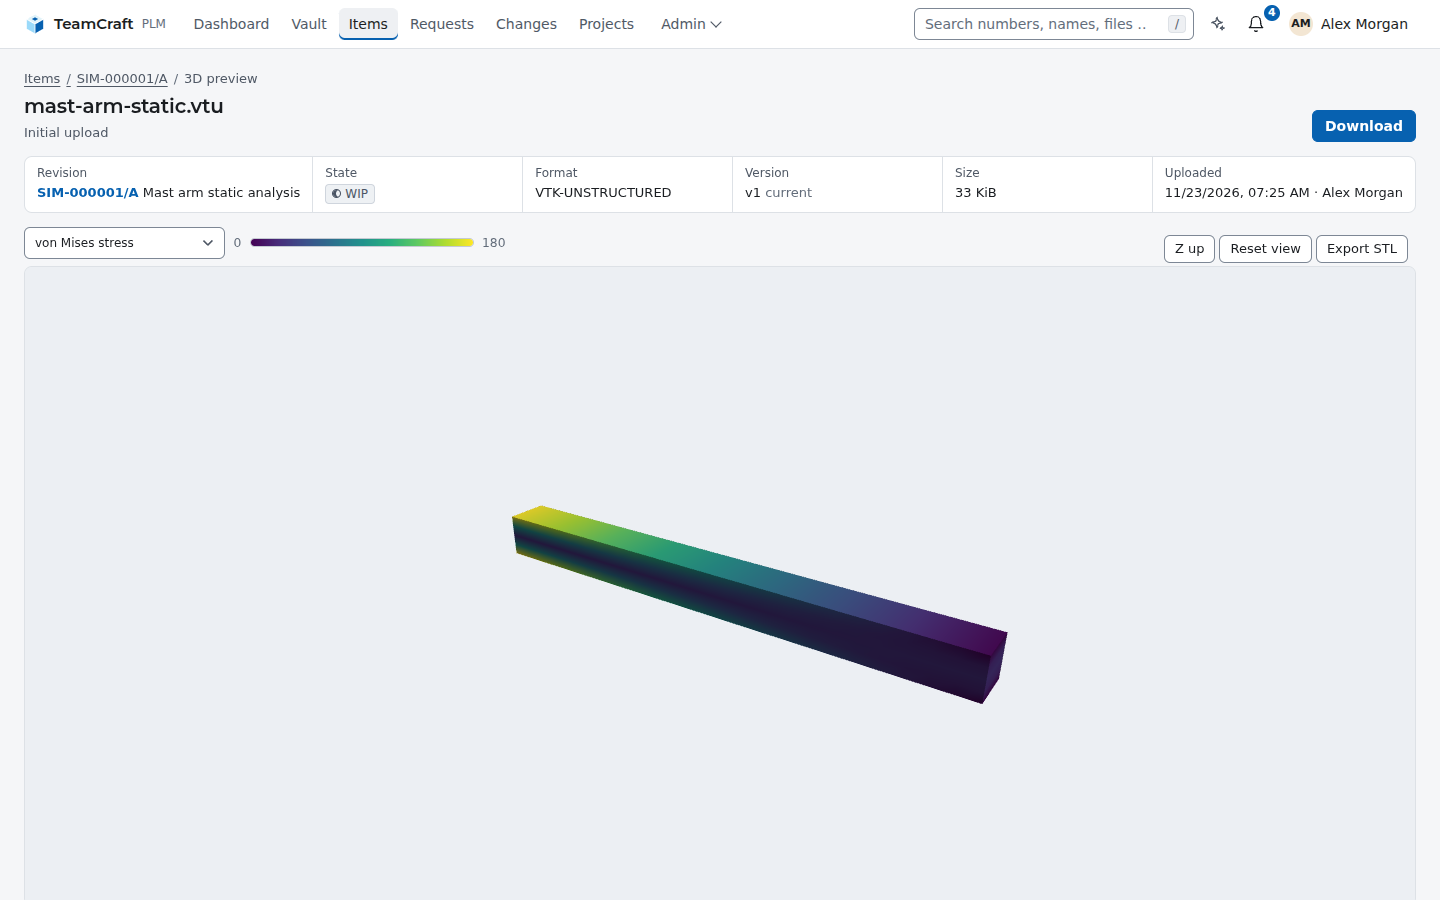 TeamCraft PLM Dashboard Vault Items Requests Changes Projects Admin Search numbers, names, files .. / 4 AM Alex Morgan
Items / SIM-000001/A / 3D preview
mast-arm-static.vtu
Initial upload
Download
Revision State Format Version Size Uploaded
SIM-000001/A Mast arm static analysis WIP VTK-UNSTRUCTURED v1 current 33 KiB 11/23/2026, 07:25 AM · Alex Morgan
von Mises stress 0 180 Z up Reset view Export STL